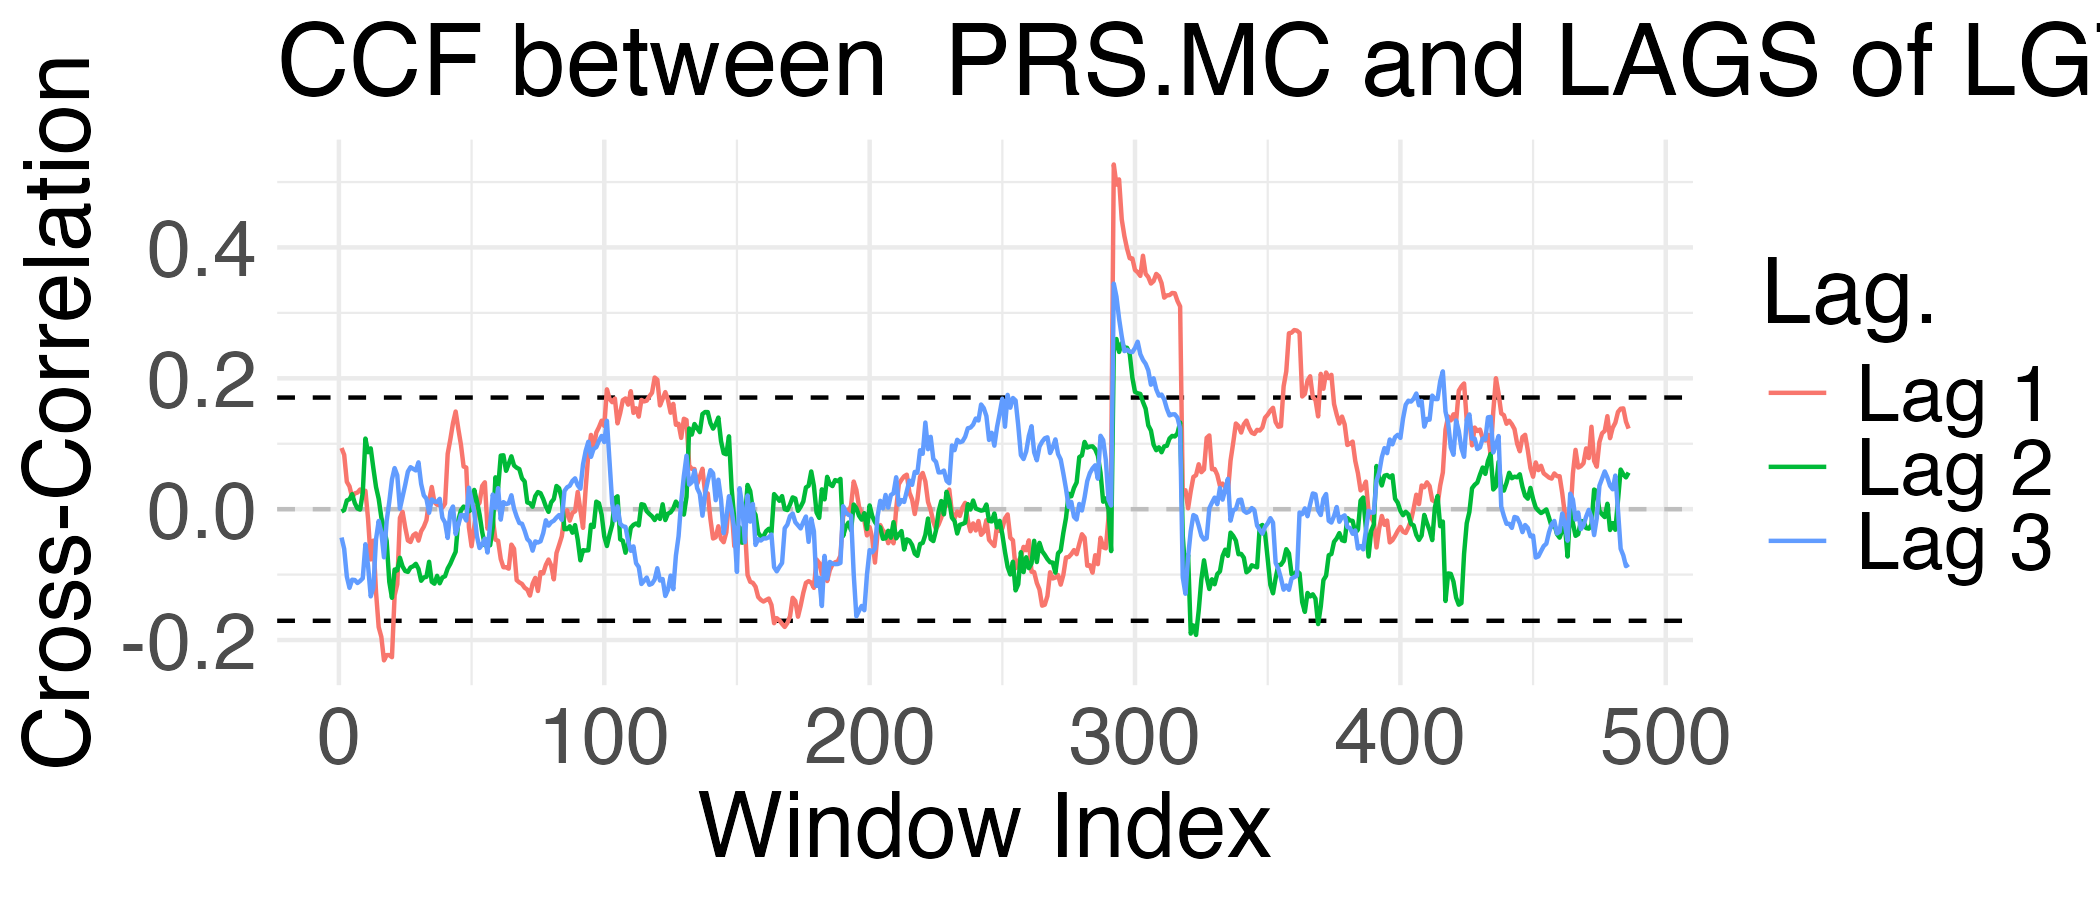 CCF between  PRS.MC and LAGS of LG
Cross-Correlation
0.4
0.2
0.0
-0.2
0
100
200
300
400
500
Window Index
Lag.
Lag 1
Lag 2
Lag 3